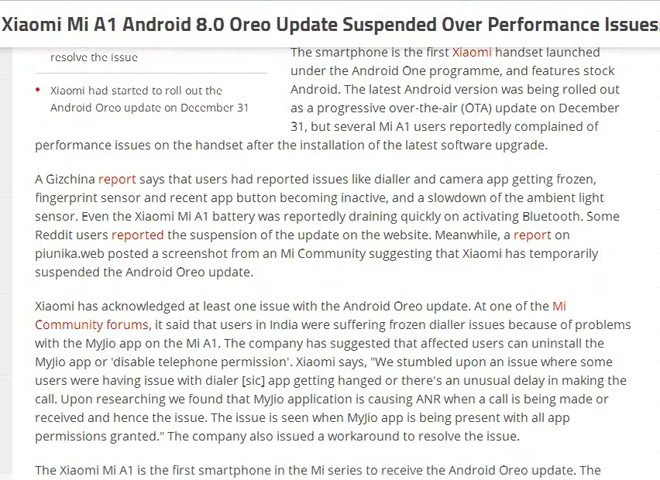 Xiaomi Mi A1 Android 8.0 Oreo Update Suspended Over Performance Issues
resolve the issue
Xiaomi had started to roll out the
Android Oreo update on December 31
The smartphone is the first Xiaomi handset launched
under the Android One programme, and features stock
Android. The latest Android version was being rolled out
as a progressive over-the-air (OTA) update on December
31, but several Mi A1 users reportedly complained of
performance issues on the handset after the installation of the latest software upgrade.
A Gizchina report says that users had reported issues like dialler and camera app getting frozen,
fingerprint sensor and recent app button becoming inactive, and a slowdown of the ambient light
sensor. Even the Xiaomi Mi A1 battery was reportedly draining quickly on activating Bluetooth. Some
Reddit users reported the suspension of the update on the website. Meanwhile, a report on
piunika.web posted a screenshot from an Mi Community suggesting that Xiaomi has temporarily
suspended the Android Oreo update.
Xiaomi has acknowledged at least one issue with the Android Oreo update. At one of the Mi
Community forums, it said that users in India were suffering frozen dialler issues because of problems
with the MyJio app on the Mi A1. The company has suggested that affected users can uninstall the
MyJio app or 'disable telephone permission'. Xiaomi says, "We stumbled upon an issue where some
users were having issue with dialer [sic] app getting hanged or there's an unusual delay in making the
call. Upon researching we found that MyJio application is causing ANR when a call is being made or
received and hence the issue. The issue is seen when MyJio app is being present with all app
permissions granted." The company also issued a workaround to resolve the issue.
The Xiaomi Mi A1 is the first smartphone in the Mi series to receive the Android Oreo update. The